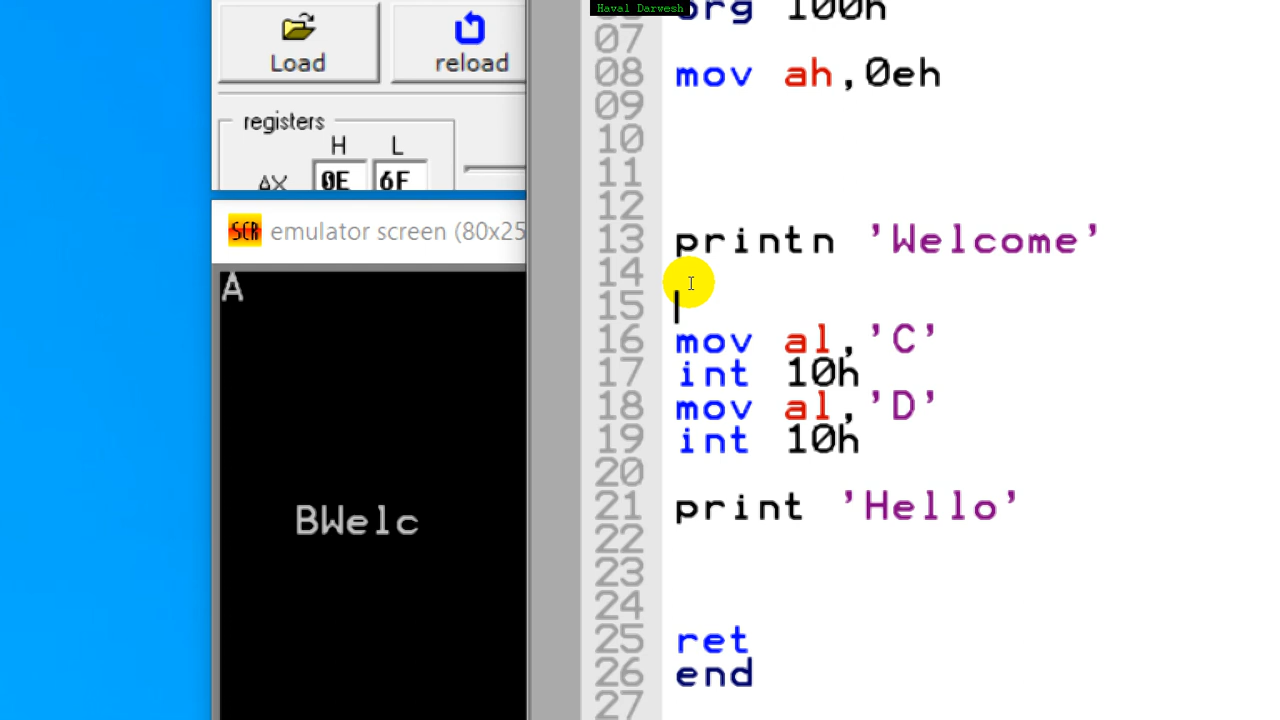 Haval Darwesh
Load
reload
registers
H L
AX 0E 6F
emulator screen (80x25
A
BWelc
org 100h
07
08 mov ah,0eh
09
10
11
12
13 printn 'Welcome'
14
15
16 mov al,'C'
17 int 10h
18 mov al,'D'
19 int 10h
20
21 print 'Hello'
22
23
24
25 ret
26 end
27